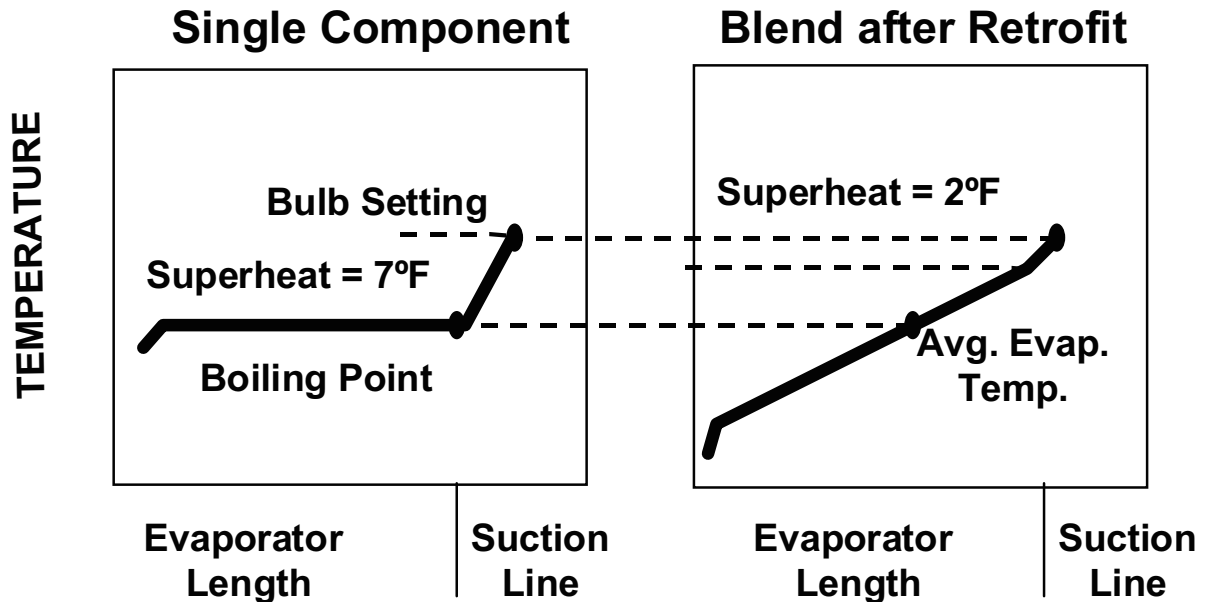 Single Component
Blend after Retrofit
TEMPERATURE
Bulb Setting
Superheat = 7ºF
Boiling Point
Superheat = 2ºF
Avg. Evap.
Temp.
Evaporator
Length
Suction
Line
Evaporator
Length
Suction
Line